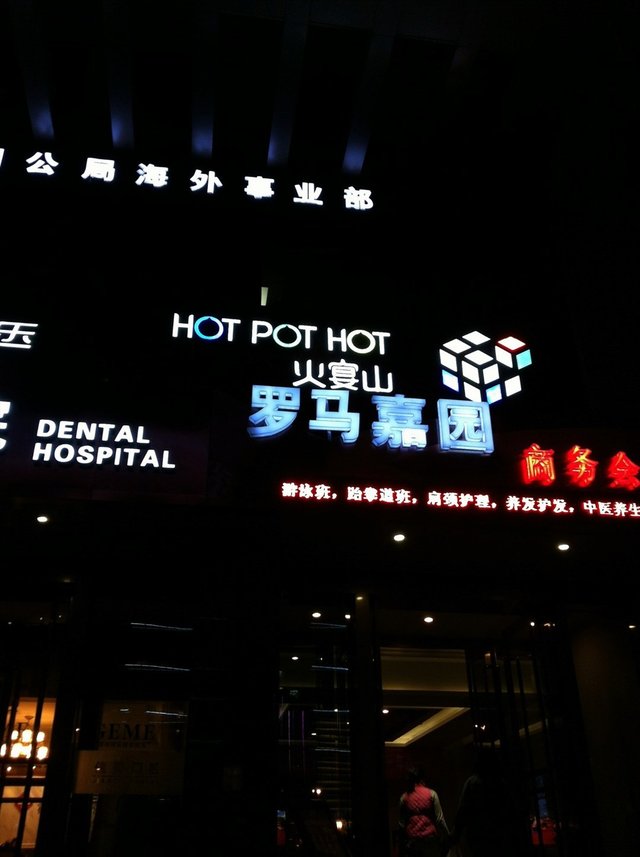 公局海外事业部
HOT POT HOT
火宴山
罗马嘉园
DENTAL
HOSPITAL
商务会
游泳班，跆拳道班，肩颈护理，养发护发，中医养生